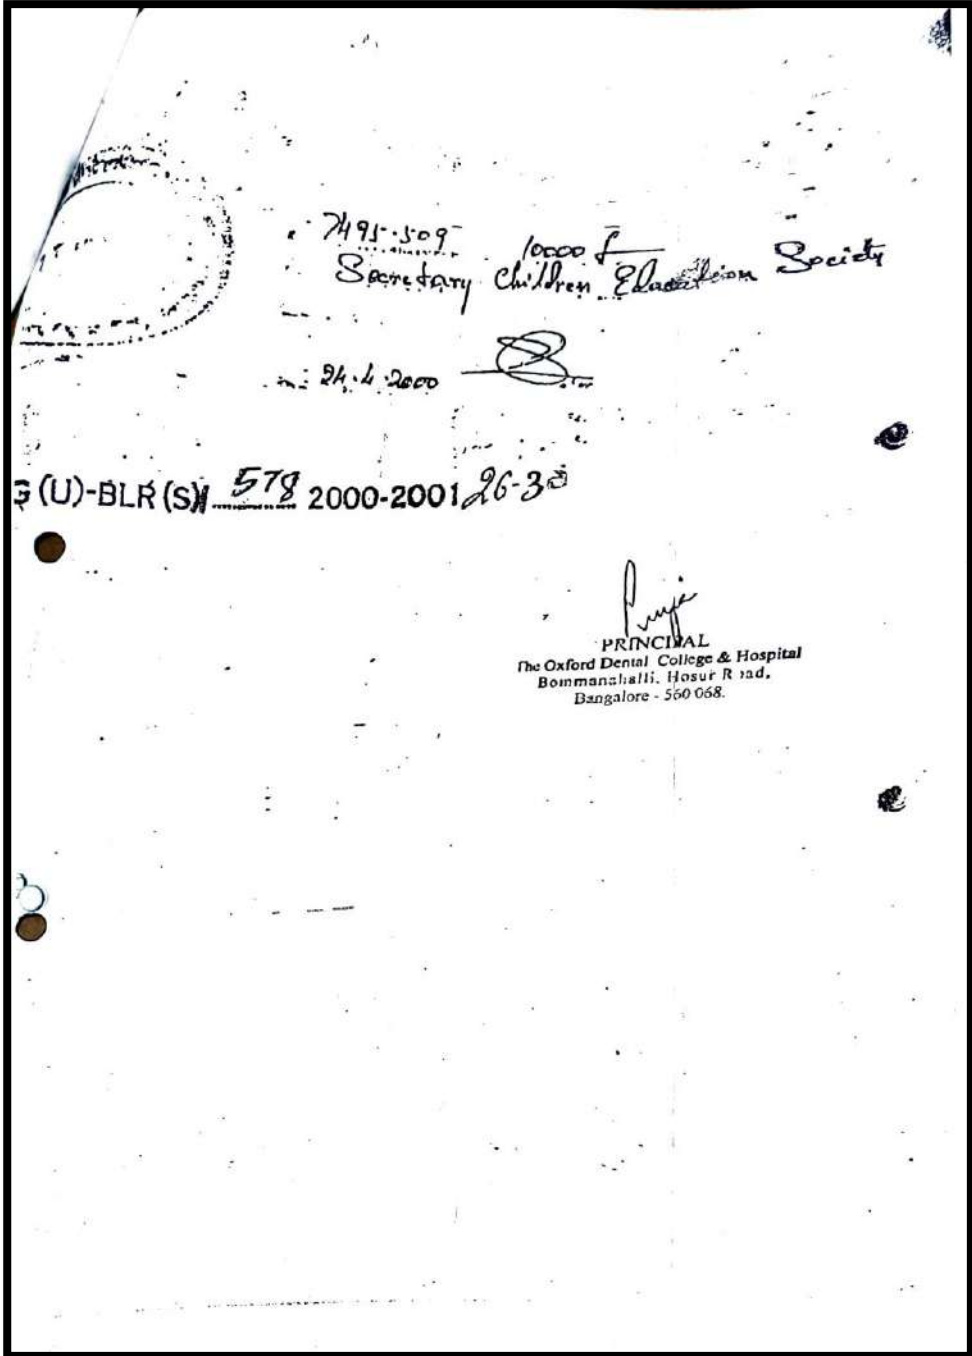 7495-509 10000
Secretary Children Education Society
24.4.2000
G (U)-BLR (S) 578 2000-2001 26-30
PRINCIPAL
The Oxford Dental College & Hospital
Bommanahalli, Hosur Road,
Bangalore - 560 068.